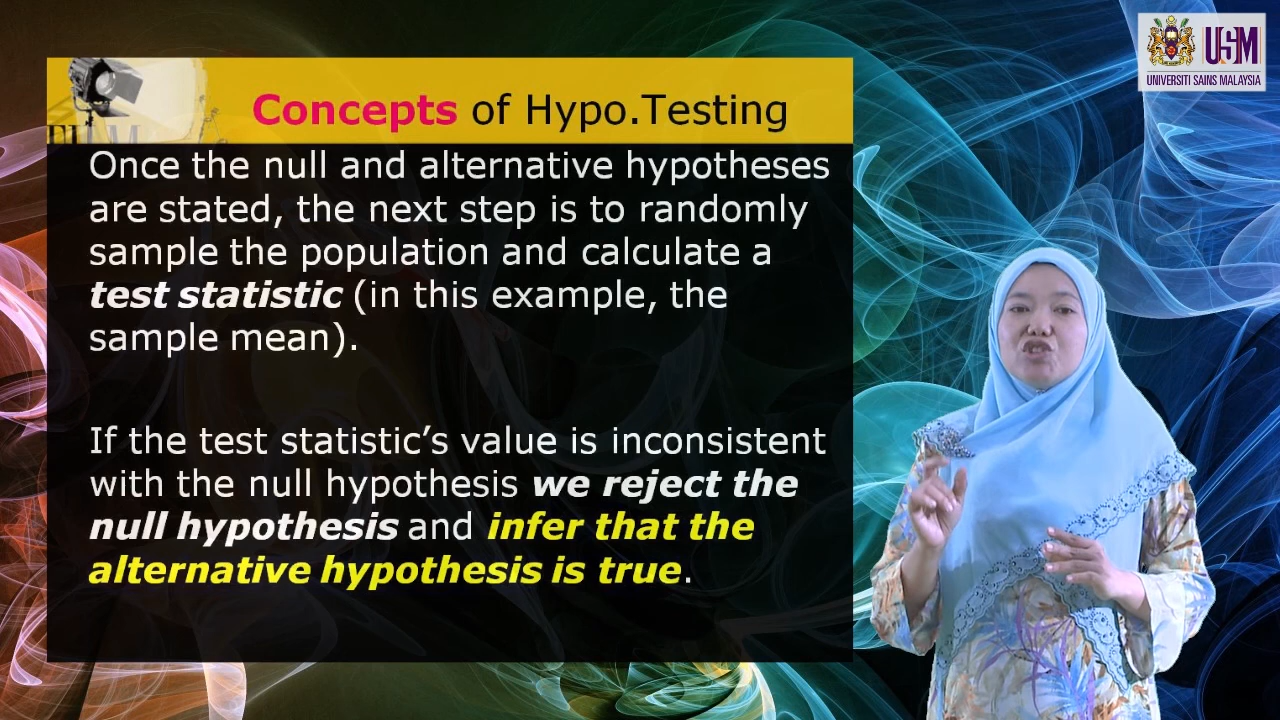 USM
UNIVERSITI SAINS MALAYSIA
Concepts of Hypo.Testing
Once the null and alternative hypotheses
are stated, the next step is to randomly
sample the population and calculate a
test statistic (in this example, the
sample mean).
If the test statistic’s value is inconsistent
with the null hypothesis we reject the
null hypothesis and infer that the
alternative hypothesis is true.